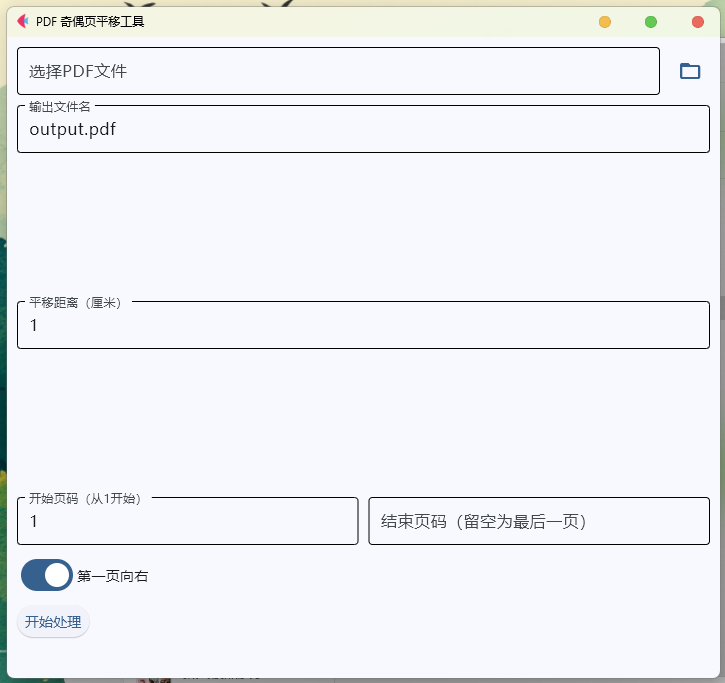 PDF 奇偶页平移工具
选择PDF文件
输出文件名
output.pdf
平移距离（厘米）
1
开始页码（从1开始）
1
结束页码（留空为最后一页）
第一页向右
开始处理